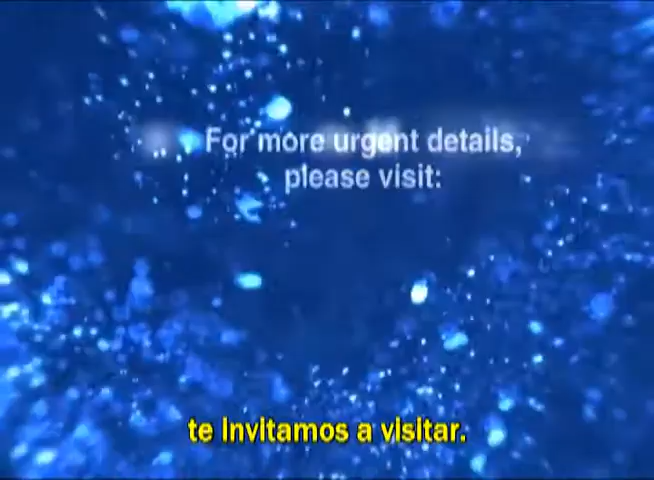 For more urgent details,
please visit:
te invitamos a visitar.